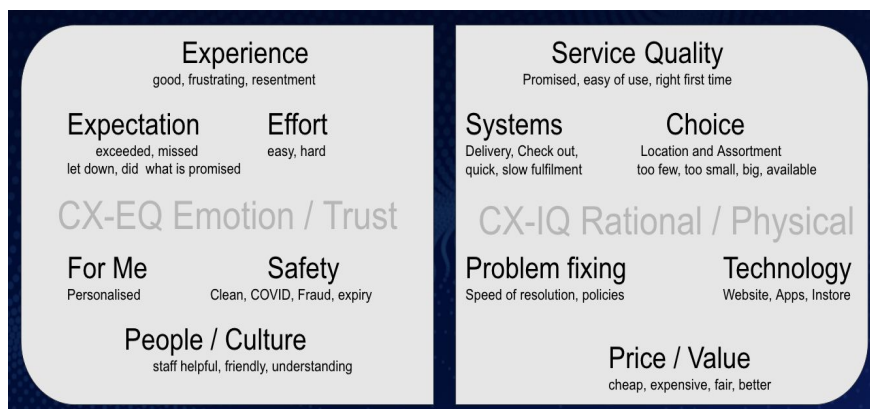 Experience
good, frustrating, resentment
Expectation
exceeded, missed
let down, did what is promised
Effort
easy, hard
CX-EQ Emotion / Trust
For Me
Personalised
Safety
Clean, COVID, Fraud, expiry
People / Culture
staff helpful, friendly, understanding
Service Quality
Promised, easy of use, right first time
Systems
Delivery, Check out,
quick, slow fulfilment
Choice
Location and Assortment
too few, too small, big, available
CX-IQ Rational / Physical
Problem fixing
Speed of resolution, policies
Technology
Website, Apps, Instore
Price / Value
cheap, expensive, fair, better